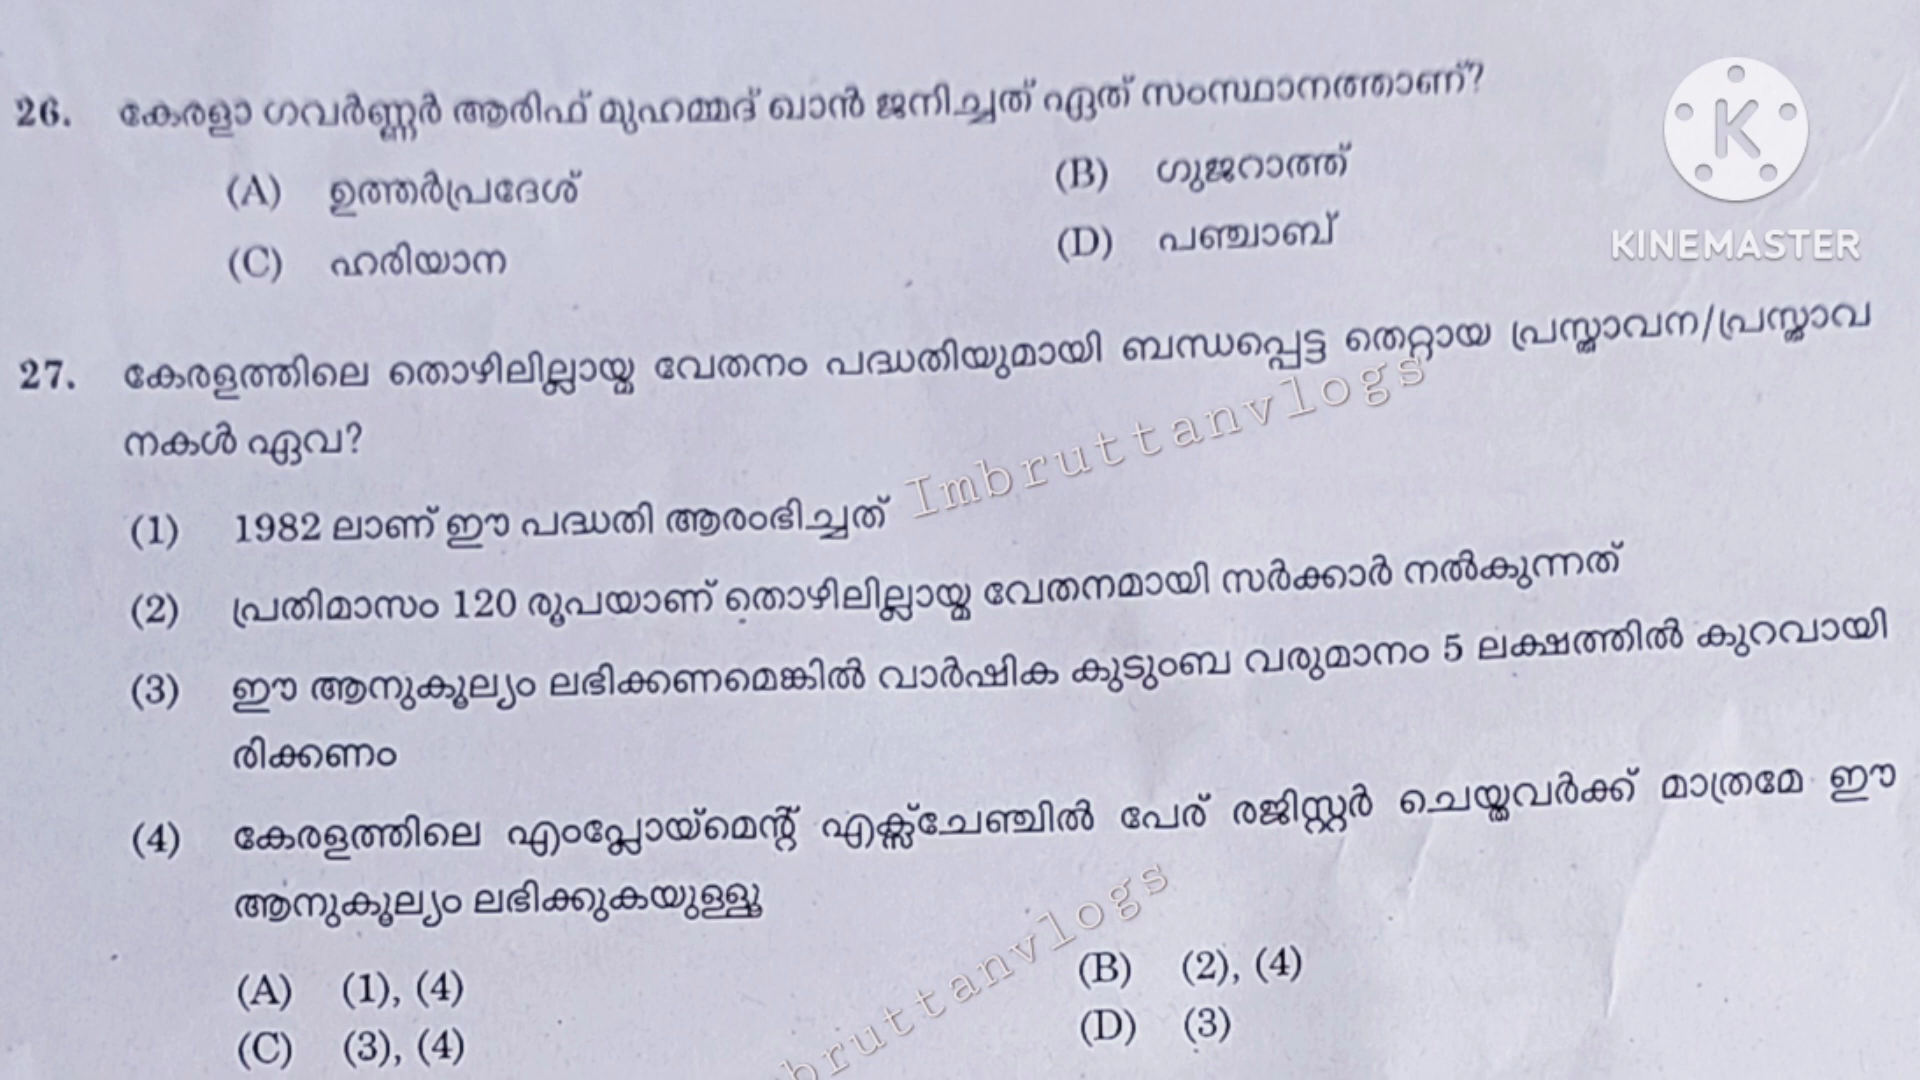 26. കേരളാ ഗവർണ്ണർ ആരിഫ് മുഹമ്മദ് ഖാൻ ജനിച്ചത് ഏത് സംസ്ഥാനത്താണ്?
(A) ഉത്തർപ്രദേശ് (B) ഗുജറാത്ത്
(C) ഹരിയാന (D) പഞ്ചാബ്
KINEMASTER
27. കേരളത്തിലെ തൊഴിലില്ലായ്മ വേതനം പദ്ധതിയുമായി ബന്ധപ്പെട്ട തെറ്റായ പ്രസ്താവന/പ്രസ്താവ
നകൾ ഏവ?
Imbruttanvlogs
(1) 1982 ലാണ് ഈ പദ്ധതി ആരംഭിച്ചത്
(2) പ്രതിമാസം 120 രൂപയാണ് തൊഴിലില്ലായ്മ വേതനമായി സർക്കാർ നൽകുന്നത്
(3) ഈ ആനുകൂല്യം ലഭിക്കണമെങ്കിൽ വാർഷിക കുടുംബ വരുമാനം 5 ലക്ഷത്തിൽ കുറവായി
രിക്കണം
(4) കേരളത്തിലെ എംപ്ലോയ്മെന്റ് എക്സ്ചേഞ്ചിൽ പേര് രജിസ്റ്റർ ചെയ്തവർക്ക് മാത്രമേ ഈ
ആനുകൂല്യം ലഭിക്കുകയുള്ളൂ
(A) (1), (4) (B) (2), (4)
(C) (3), (4) (D) (3)
bruttanvlogs